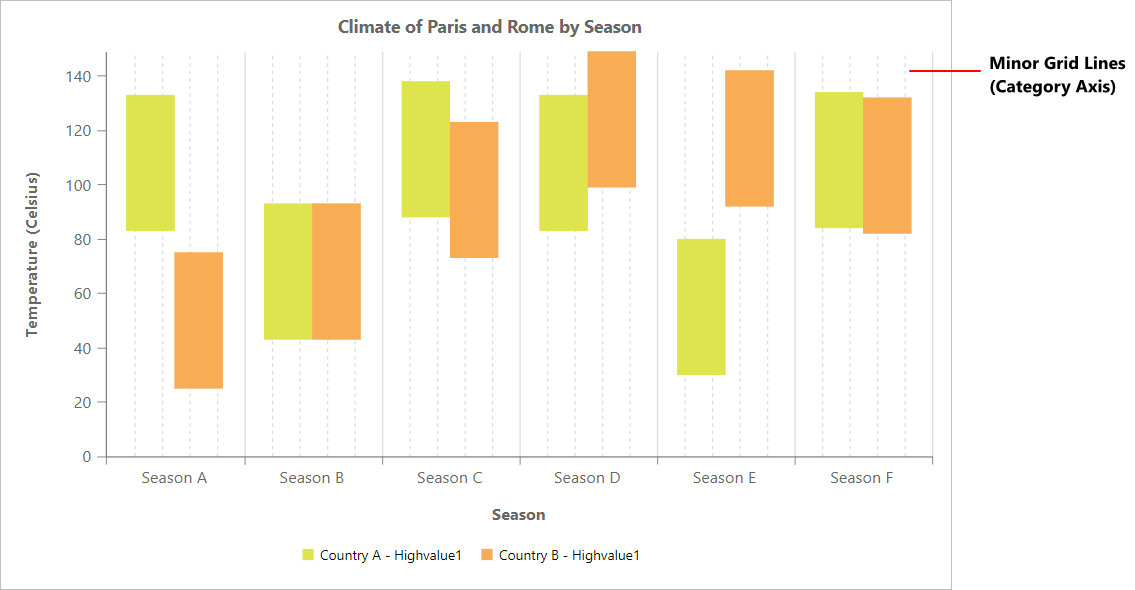 Climate of Paris and Rome by Season
Minor Grid Lines
(Category Axis)
Temperature (Celsius)
140
120
100
80
60
40
20
0
Season A Season B Season C Season D Season E Season F
Season
Country A - Highvalue1 Country B - Highvalue1